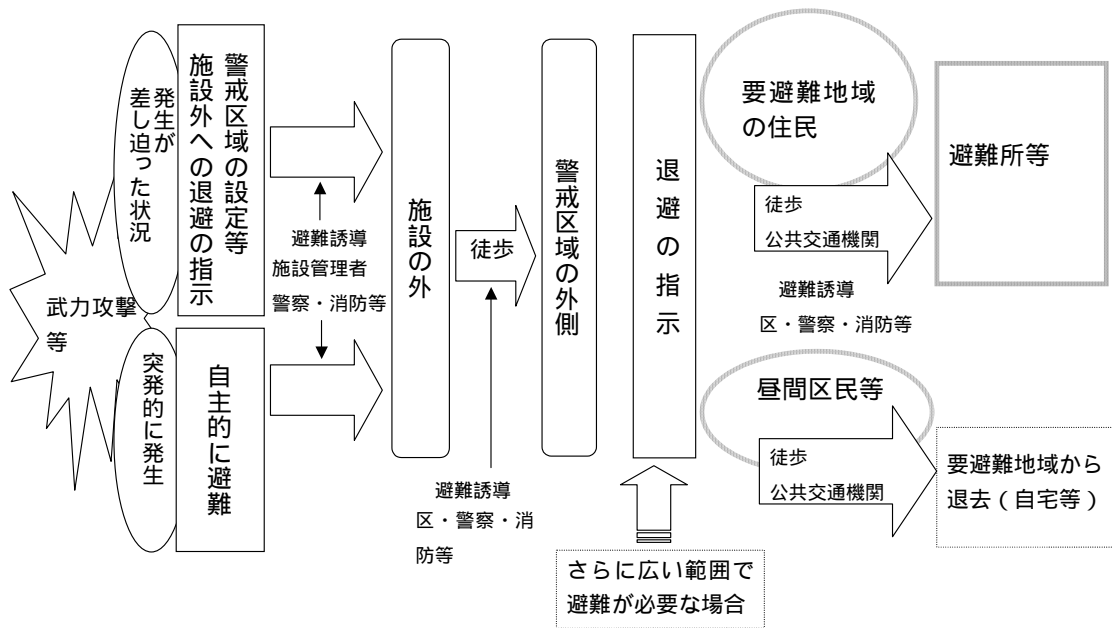 武力攻撃
等
発生が
差し迫った状況
警戒区域の設定等
施設外への退避の指示
突発的に発生
自主的に避難
避難誘導
施設管理者
警察・消防等
施設の外
徒歩
避難誘導
区・警察・消
防等
警戒区域の外側
退避の指示
さらに広い範囲で
避難が必要な場合
要避難地域
の住民
徒歩
公共交通機関
避難誘導
区・警察・消防等
避難所等
昼間区民等
徒歩
公共交通機関
要避難地域から
退去(自宅等)